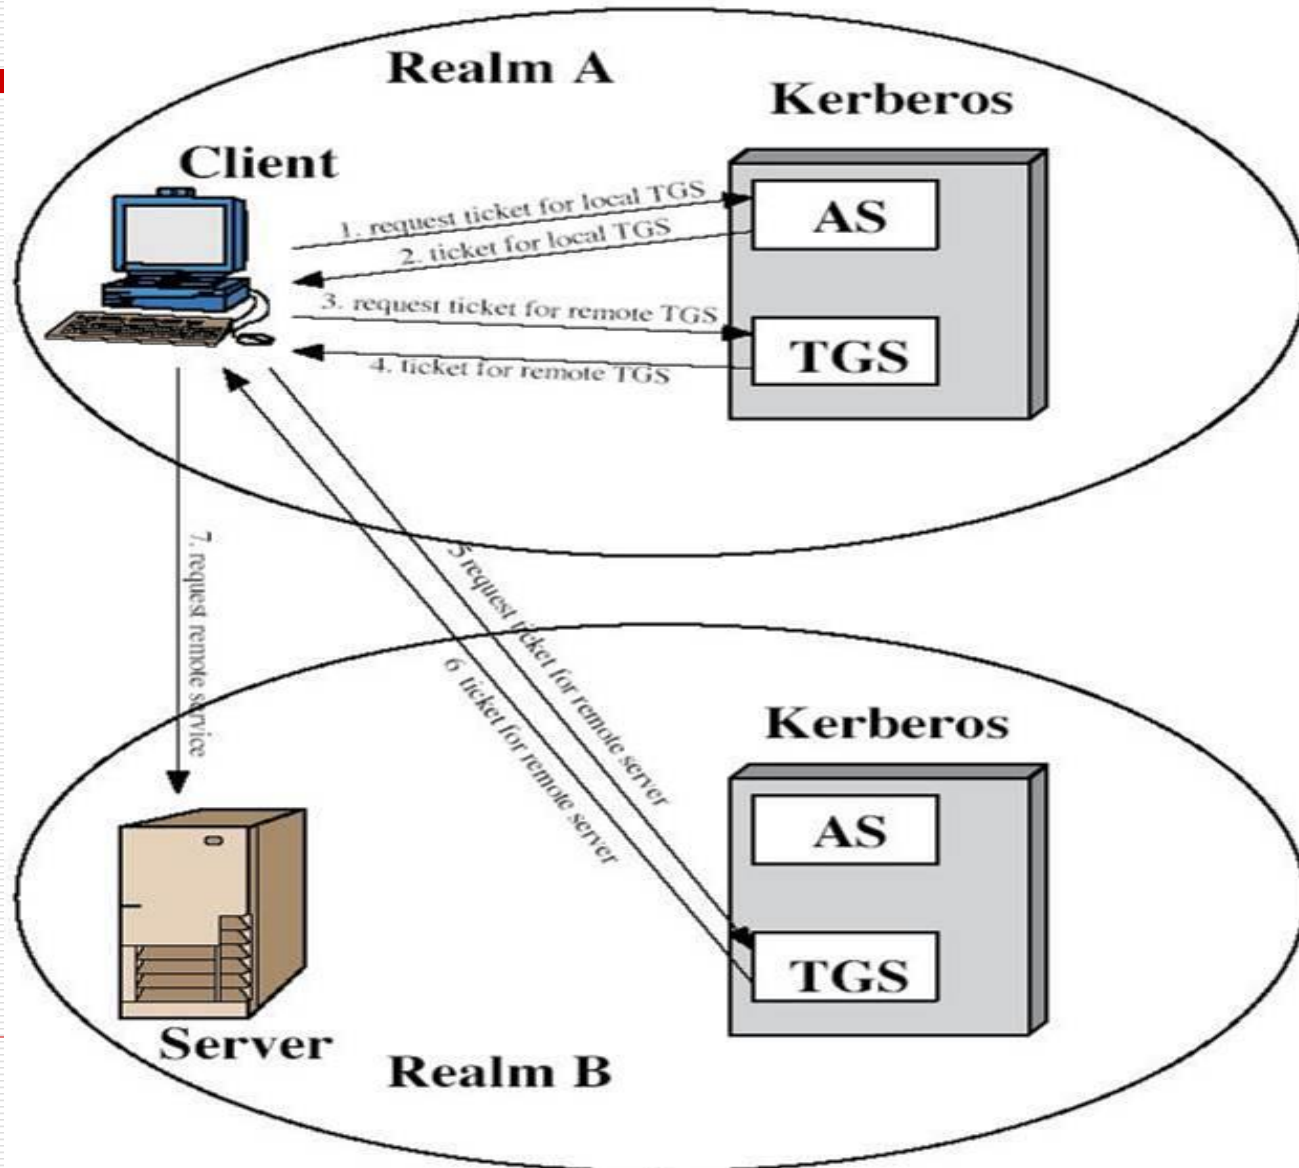 Realm A
Kerberos
Client
1. request ticket for local TGS
AS
2. ticket for local TGS
3. request ticket for remote TGS
TGS
4. ticket for remote TGS
7. request remote service
5 request ticket for remote server
6 ticket for remote server
Kerberos
AS
TGS
Server
Realm B